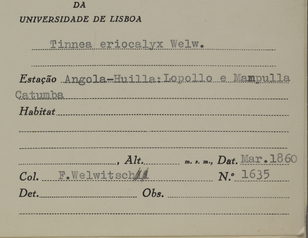 DA
UNIVERSIDADE DE LISBOA
Tinnea eriocalyx Welw.
Estação Angola-Huilla: Lopollo e Mampulla
Catumba
Habitat
, Alt. m. s. m., Dat. Mar. 1860
Col. F. Welwitsch N.º 1635
Det. Obs.